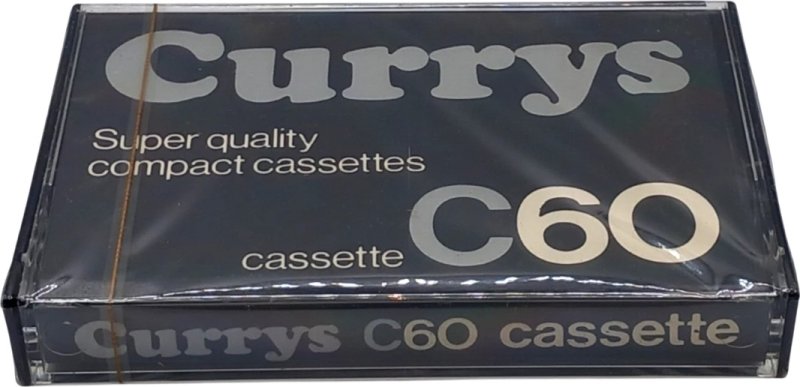 Currys
Super quality
compact cassettes
cassette C60
Currys C60 cassette